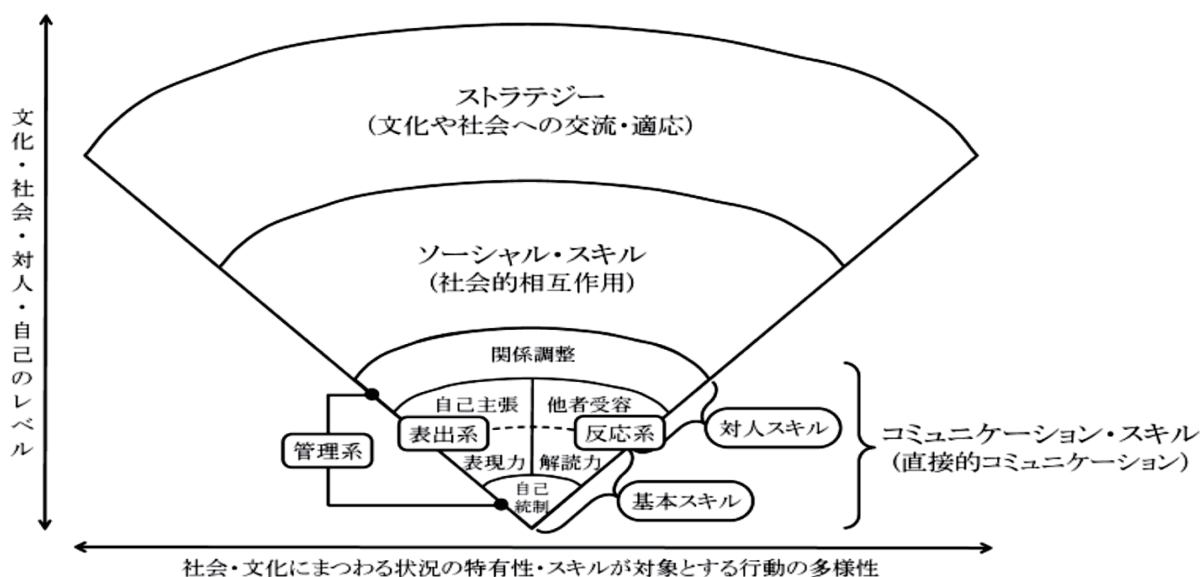 文化・社会・対人・自己のレベル
ストラテジー
(文化や社会への交流・適応)
ソーシャル・スキル
(社会的相互作用)
関係調整
自己主張
他者受容
表出系
反応系
管理系
表現力
解読力
自己
統制
対人スキル
基本スキル
コミュニケーション・スキル
(直接的コミュニケーション)
社会・文化にまつわる状況の特有性・スキルが対象とする行動の多様性